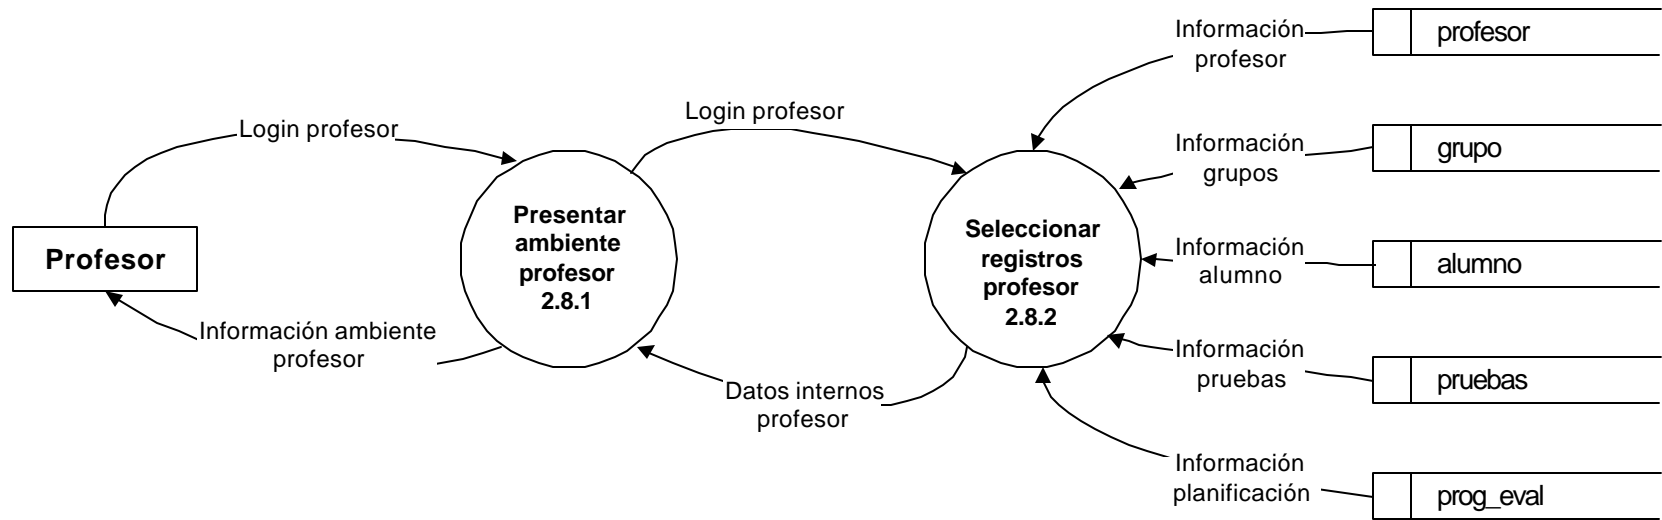 Profesor
Login profesor
Información ambiente
profesor
Presentar
ambiente
profesor
2.8.1
Login profesor
Datos internos
profesor
Seleccionar
registros
profesor
2.8.2
Información
profesor
profesor
Información
grupos
grupo
Información
alumno
alumno
Información
pruebas
pruebas
Información
planificación
prog_eval